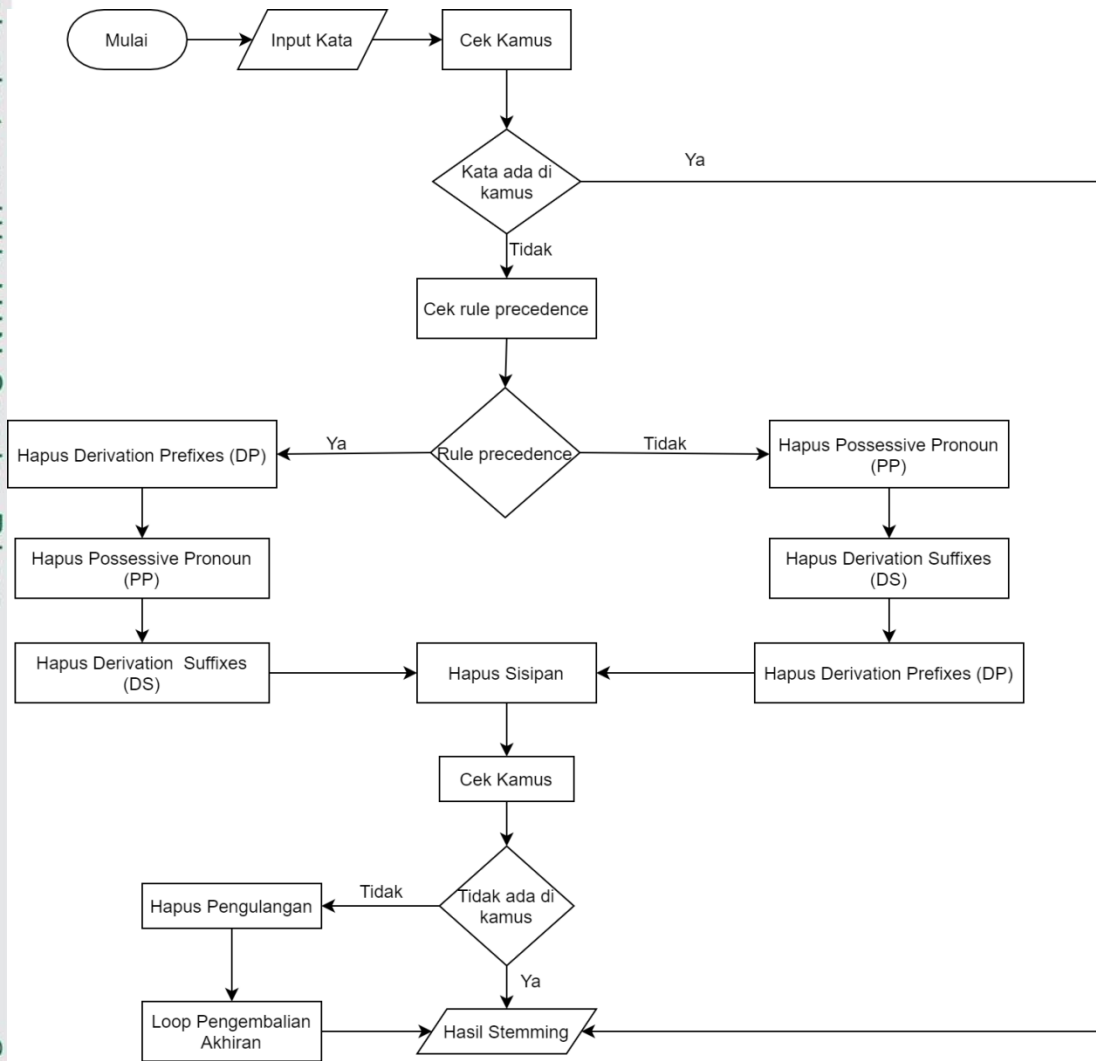 Mulai
Input Kata
Cek Kamus
Kata ada di
kamus
Ya
Tidak
Cek rule precedence
Rule precedence
Ya
Tidak
Hapus Derivation Prefixes (DP)
Hapus Possessive Pronoun
(PP)
Hapus Possessive Pronoun
(PP)
Hapus Derivation Suffixes
(DS)
Hapus Derivation Suffixes
(DS)
Hapus Sisipan
Hapus Derivation Prefixes (DP)
Cek Kamus
Tidak ada di
kamus
Tidak
Hapus Pengulangan
Ya
Loop Pengembalian
Akhiran
Hasil Stemming